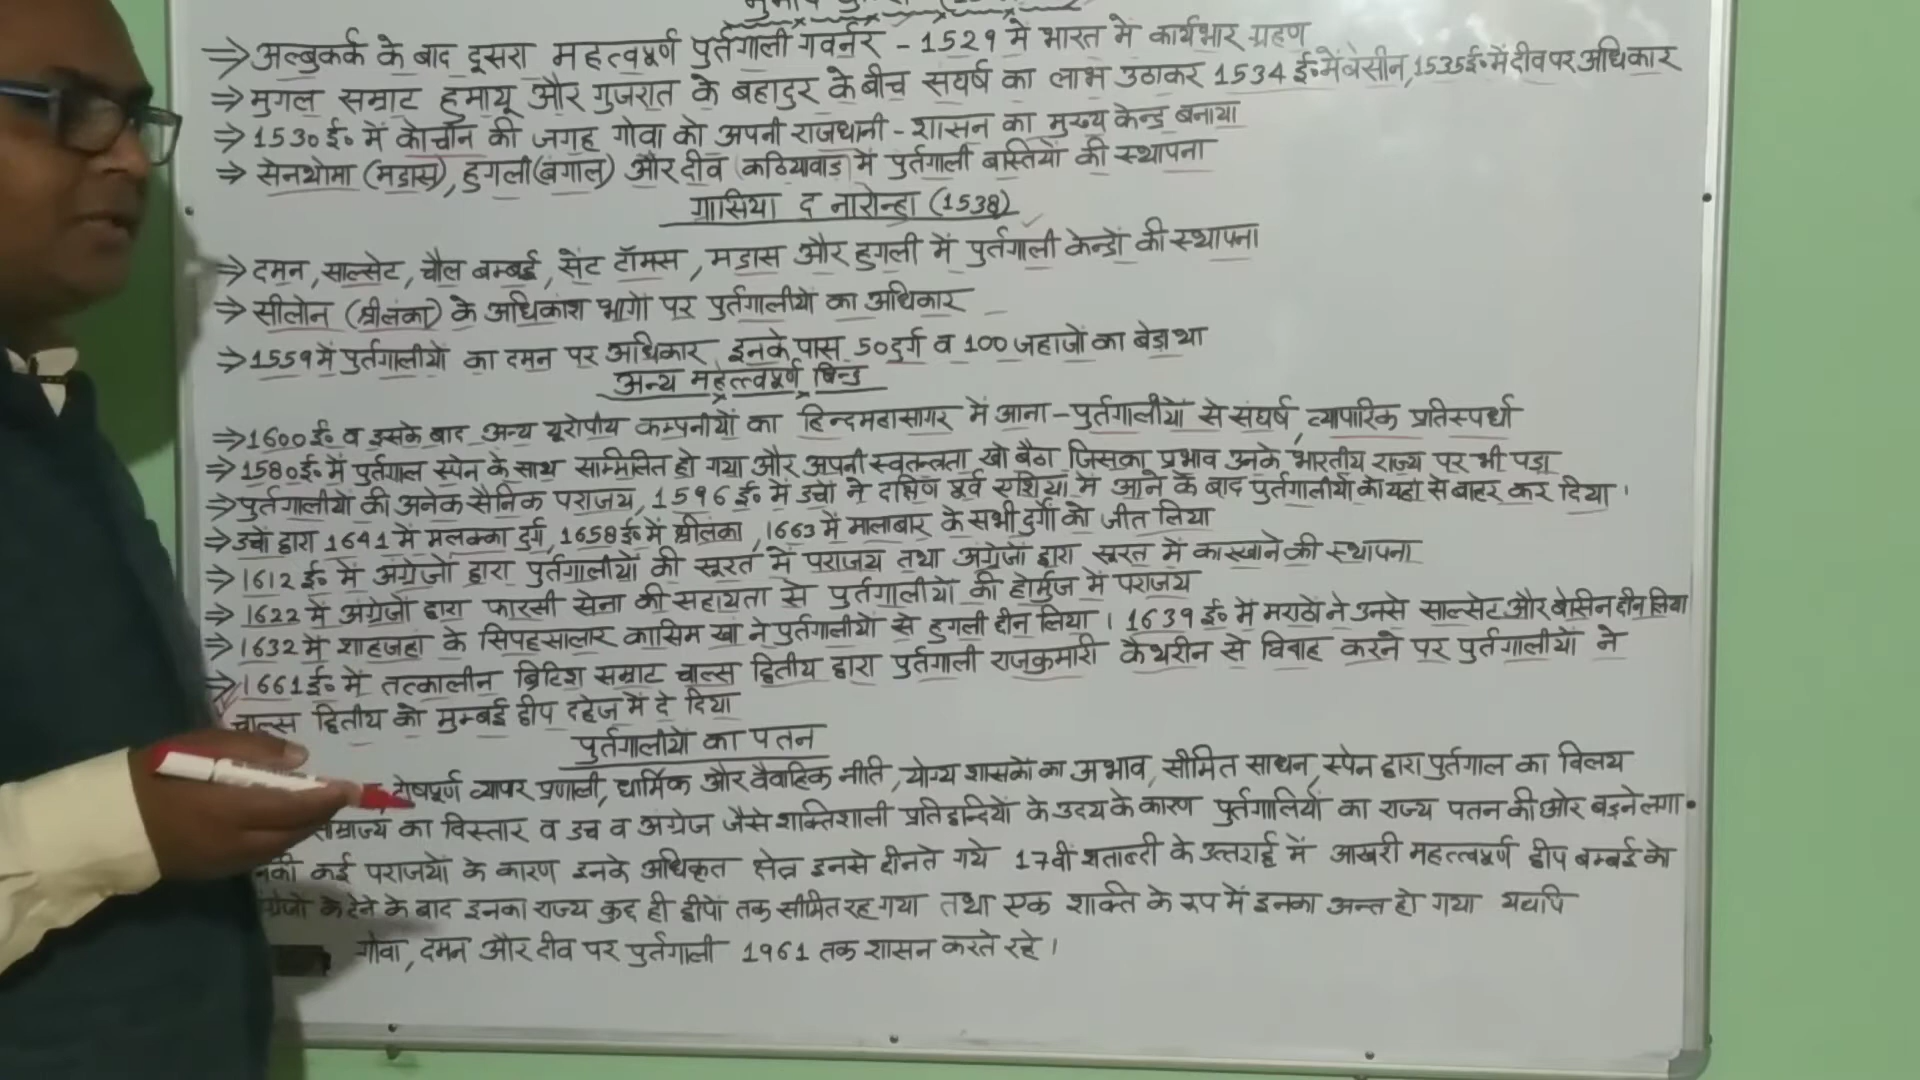 ⇒ अल्बुकर्क के बाद दूसरा महत्वपूर्ण पुर्तगाली गवर्नर - 1529 में भारत में कार्यभार ग्रहण
⇒ मुगल सम्राट हुमायू और गुजरात के बहादुर के बीच संघर्ष का लाभ उठाकर 1534 ई॰ में बेसीन, 1535 ई॰ में दीव पर अधिकार
⇒ 1530 ई॰ में कोचीन की जगह गोवा को अपनी राजधानी - शासन का मुख्य केन्द्र बनाया
⇒ सेनथोमा (मद्रास), हुगली (बंगाल) और दीव (कठियावाड़) में पुर्तगाली बस्तियों की स्थापना
गार्सिया द नोरोन्हा (1538)
⇒ दमन, साल्सेट, चौल बम्बई, सेंट टॉमस, मद्रास और हुगली में पुर्तगाली केन्द्रों की स्थापना
⇒ सीलोन (श्रीलंका) के अधिकांश भागों पर पुर्तगालीयों का अधिकार
⇒ 1559 में पुर्तगालीयों का दमन पर अधिकार, इनके पास 50 दुर्ग व 100 जहाजों का बेड़ा था
अन्य महत्त्वपूर्ण बिन्दु
⇒ 1600 ई॰ व इसके बाद अन्य यूरोपीय कम्पनीयों का हिन्दमहासागर में आना - पुर्तगालीयों से संघर्ष, व्यापारिक प्रतिस्पर्धा
⇒ 1580 ई॰ में पुर्तगाल स्पेन के साथ सम्मिलित हो गया और अपनी स्वतन्त्रता खो बैठा जिसका प्रभाव उनके भारतीय राज्य पर भी पड़ा
⇒ पुर्तगालीयों की अनेक सैनिक पराजय, 1596 ई॰ में डचों ने दक्षिण पूर्व एशिया में आने के बाद पुर्तगालीयों को यहां से बाहर कर दिया ।
⇒ डचों द्वारा 1641 में मलक्का दुर्ग, 1658 ई॰ में श्रीलंका, 1663 में मालाबार के सभी दुर्गों को जीत लिया
⇒ 1612 ई॰ में अंग्रेजों द्वारा पुर्तगालीयों की सूरत में पराजय तथा अंग्रेजों द्वारा सूरत में कारखाने की स्थापना
⇒ 1622 में अंग्रेजों द्वारा फारसी सेना की सहायता से पुर्तगालीयों की होर्मुज में पराजय
⇒ 1632 में शाहजहां के सिपहसालार कासिम खां ने पुर्तगालीयों से हुगली छीन लिया । 1639 ई॰ में मराठों ने उनसे साल्सेट और बेसिन छीन लिया
⇒ 1661 ई॰ में तत्कालीन ब्रिटिश सम्राट चार्ल्स द्वितीय द्वारा पुर्तगाली राजकुमारी कैथरीन से विवाह करने पर पुर्तगालीयों ने
चार्ल्स द्वितीय को मुम्बई द्वीप दहेज में दे दिया
पुर्तगालीयों का पतन
दोषपूर्ण व्यापर प्रणाली, धार्मिक और वैवाहिक नीति, योग्य शासकों का अभाव, सीमित साधन, स्पेन द्वारा पुर्तगाल का विलय
का विस्तार व डच व अंग्रेज जैसे शक्तिशाली प्रतिद्वन्दियों के उदय के कारण पुर्तगालियों का राज्य पतन की ओर बढ़ने लगा
कई पराजयों के कारण इनके अधिकृत क्षेत्र इनसे छीनते गये 17वीं शताब्दी के उत्तरार्द्ध में आखरी महत्त्वपूर्ण द्वीप बम्बई को
के देने के बाद इनका राज्य कुछ ही द्वीपों तक सीमित रह गया तथा एक शक्ति के रूप में इनका अन्त हो गया यद्यपि
गोवा, दमन और दीव पर पुर्तगाली 1961 तक शासन करते रहे ।